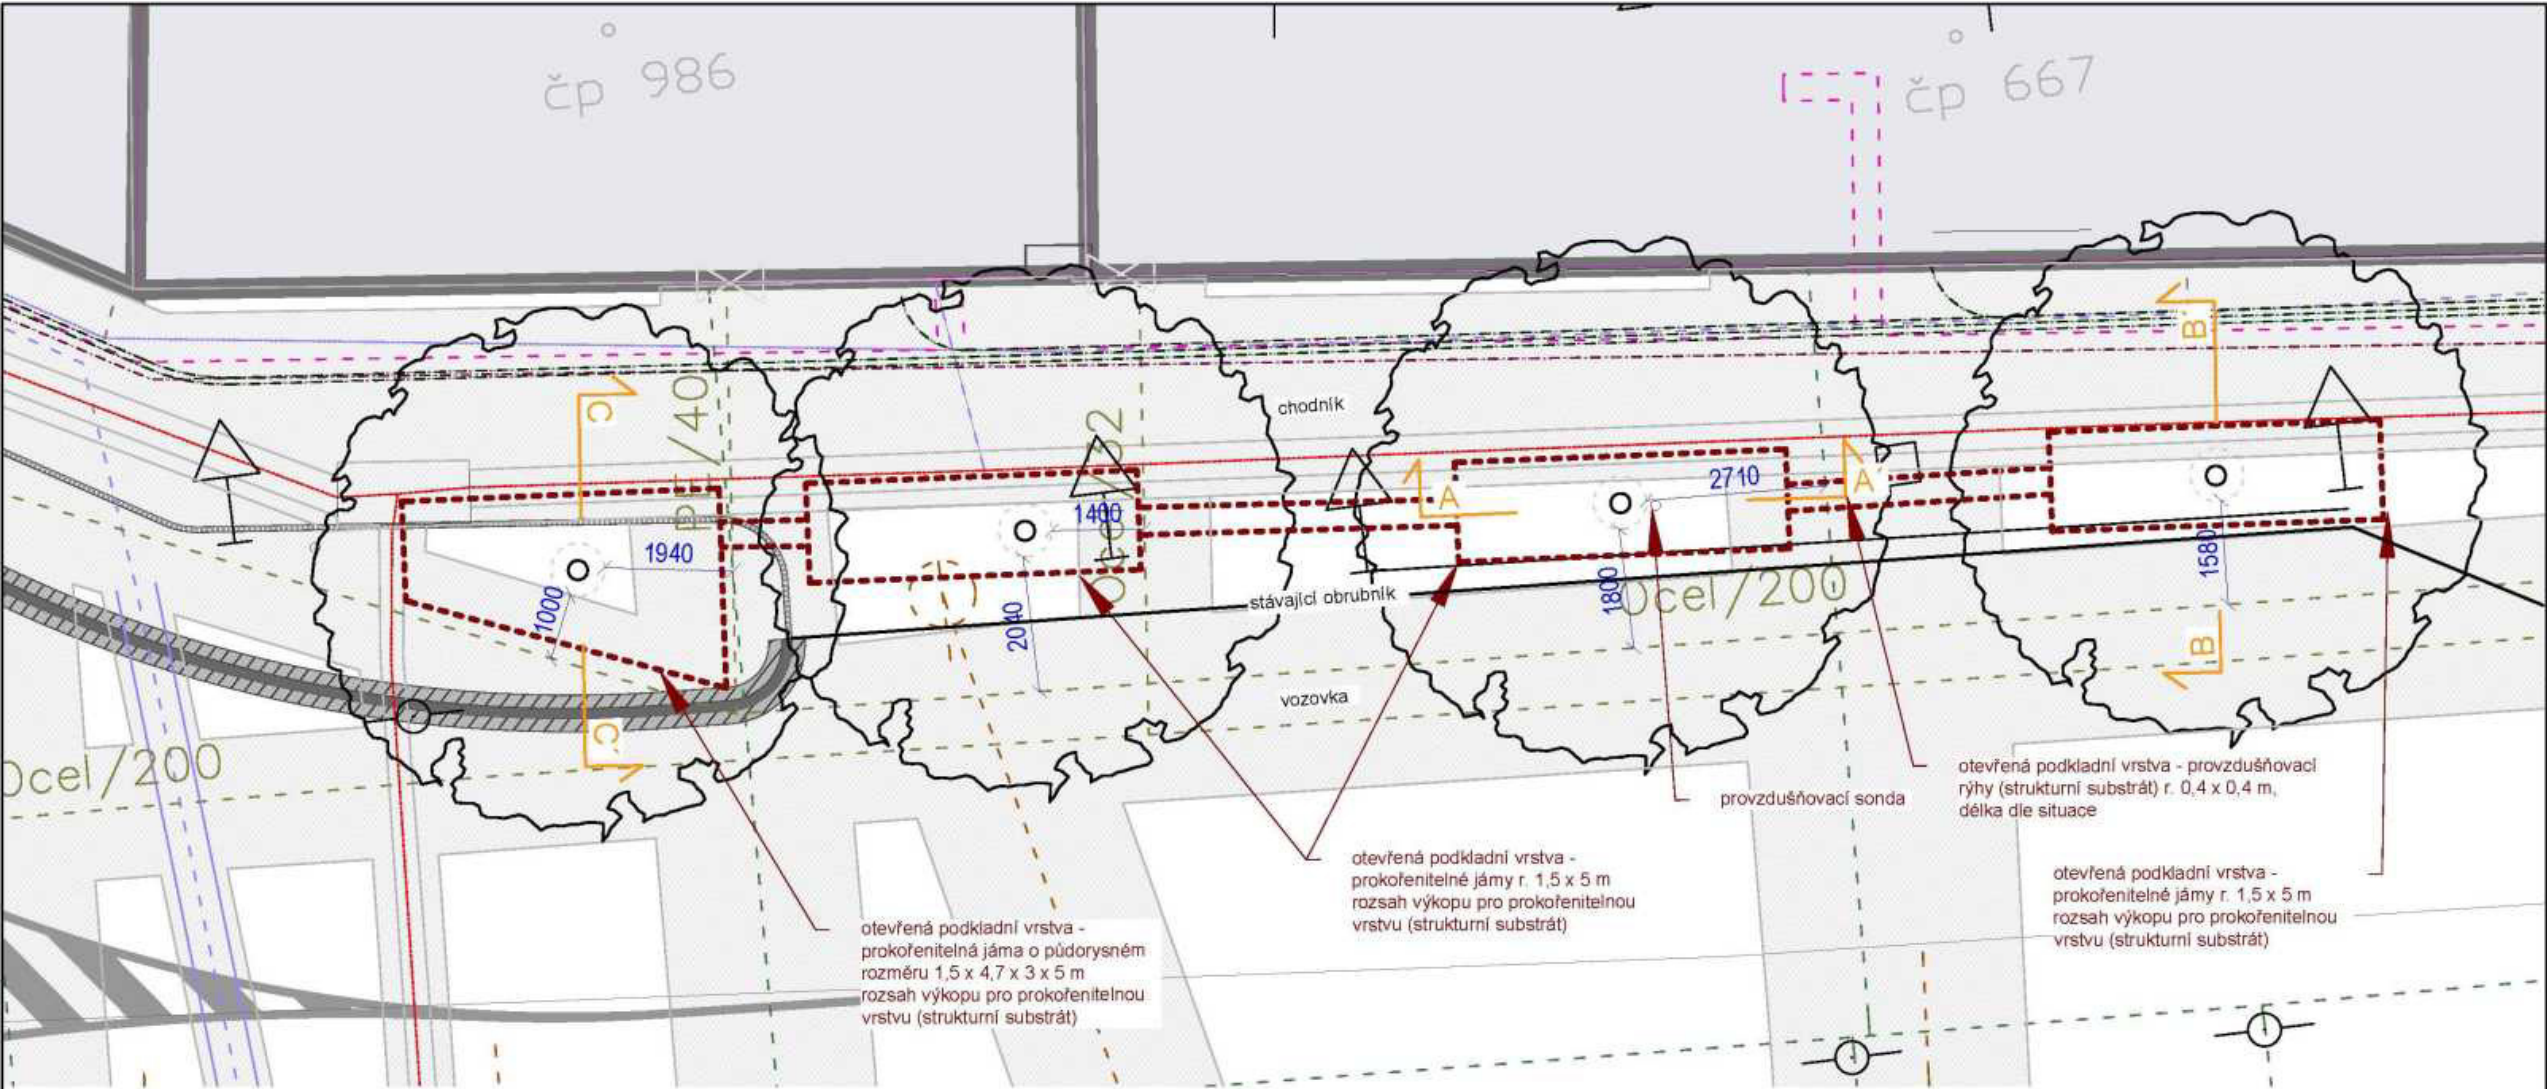 čp 986
čp 667
C
PE/40
Ocel/32
chodník
B'
A
2710
A'
1400
1940
1000
2040
stávající obrubník
1800
Ocel/200
1580
B
vozovka
C'
Ocel/200
otevřená podkladní vrstva - provzdušňovací
rýhy (strukturní substrát) r. 0,4 x 0,4 m,
délka dle situace
provzdušňovací sonda
otevřená podkladní vrstva -
prokořenitelné jámy r. 1,5 x 5 m
rozsah výkopu pro prokořenitelnou
vrstvu (strukturní substrát)
otevřená podkladní vrstva -
prokořenitelné jámy r. 1,5 x 5 m
rozsah výkopu pro prokořenitelnou
vrstvu (strukturní substrát)
otevřená podkladní vrstva -
prokořenitelná jáma o půdorysném
rozměru 1,5 x 4,7 x 3 x 5 m
rozsah výkopu pro prokořenitelnou
vrstvu (strukturní substrát)